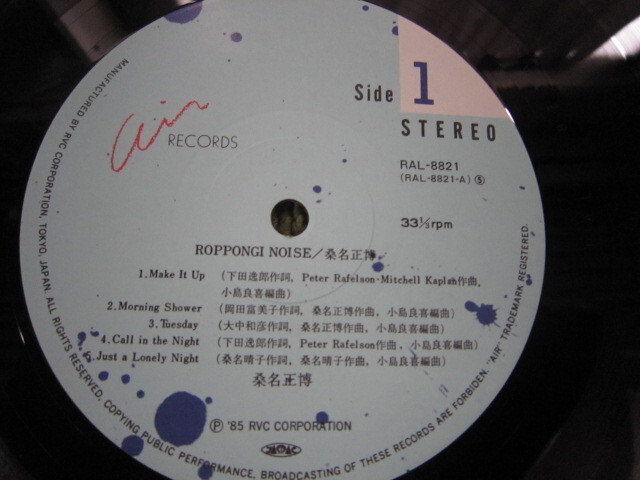 Side 1
STEREO
air RECORDS
RAL-8821
(RAL-8821-A) ⑤
33⅓rpm
ROPPONGI NOISE/桑名正博
1.Make It Up (下田逸郎作詞, Peter Rafelson・Mitchell Kaplan作曲,
小島良喜編曲)
2.Morning Shower (岡田冨美子作詞, 桑名正博作曲, 小島良喜編曲)
3.Tuesday (大中和彦作詞, 桑名正博作曲, 小島良喜編曲)
4.Call in the Night (下田逸郎作詞, Peter Rafelson作曲, 小島良喜編曲)
5.Just a Lonely Night (桑名晴子作詞, 桑名晴子作曲, 小島良喜編曲)
桑名正博
Ⓟ '85 RVC CORPORATION
MANUFACTURED BY RVC CORPORATION, TOKYO, JAPAN. ALL RIGHTS RESERVED. COPYING PUBLIC PERFORMANCE, BROADCASTING OF THESE RECORDS ARE FORBIDDEN. "AIR" TRADEMARK REGISTERED.